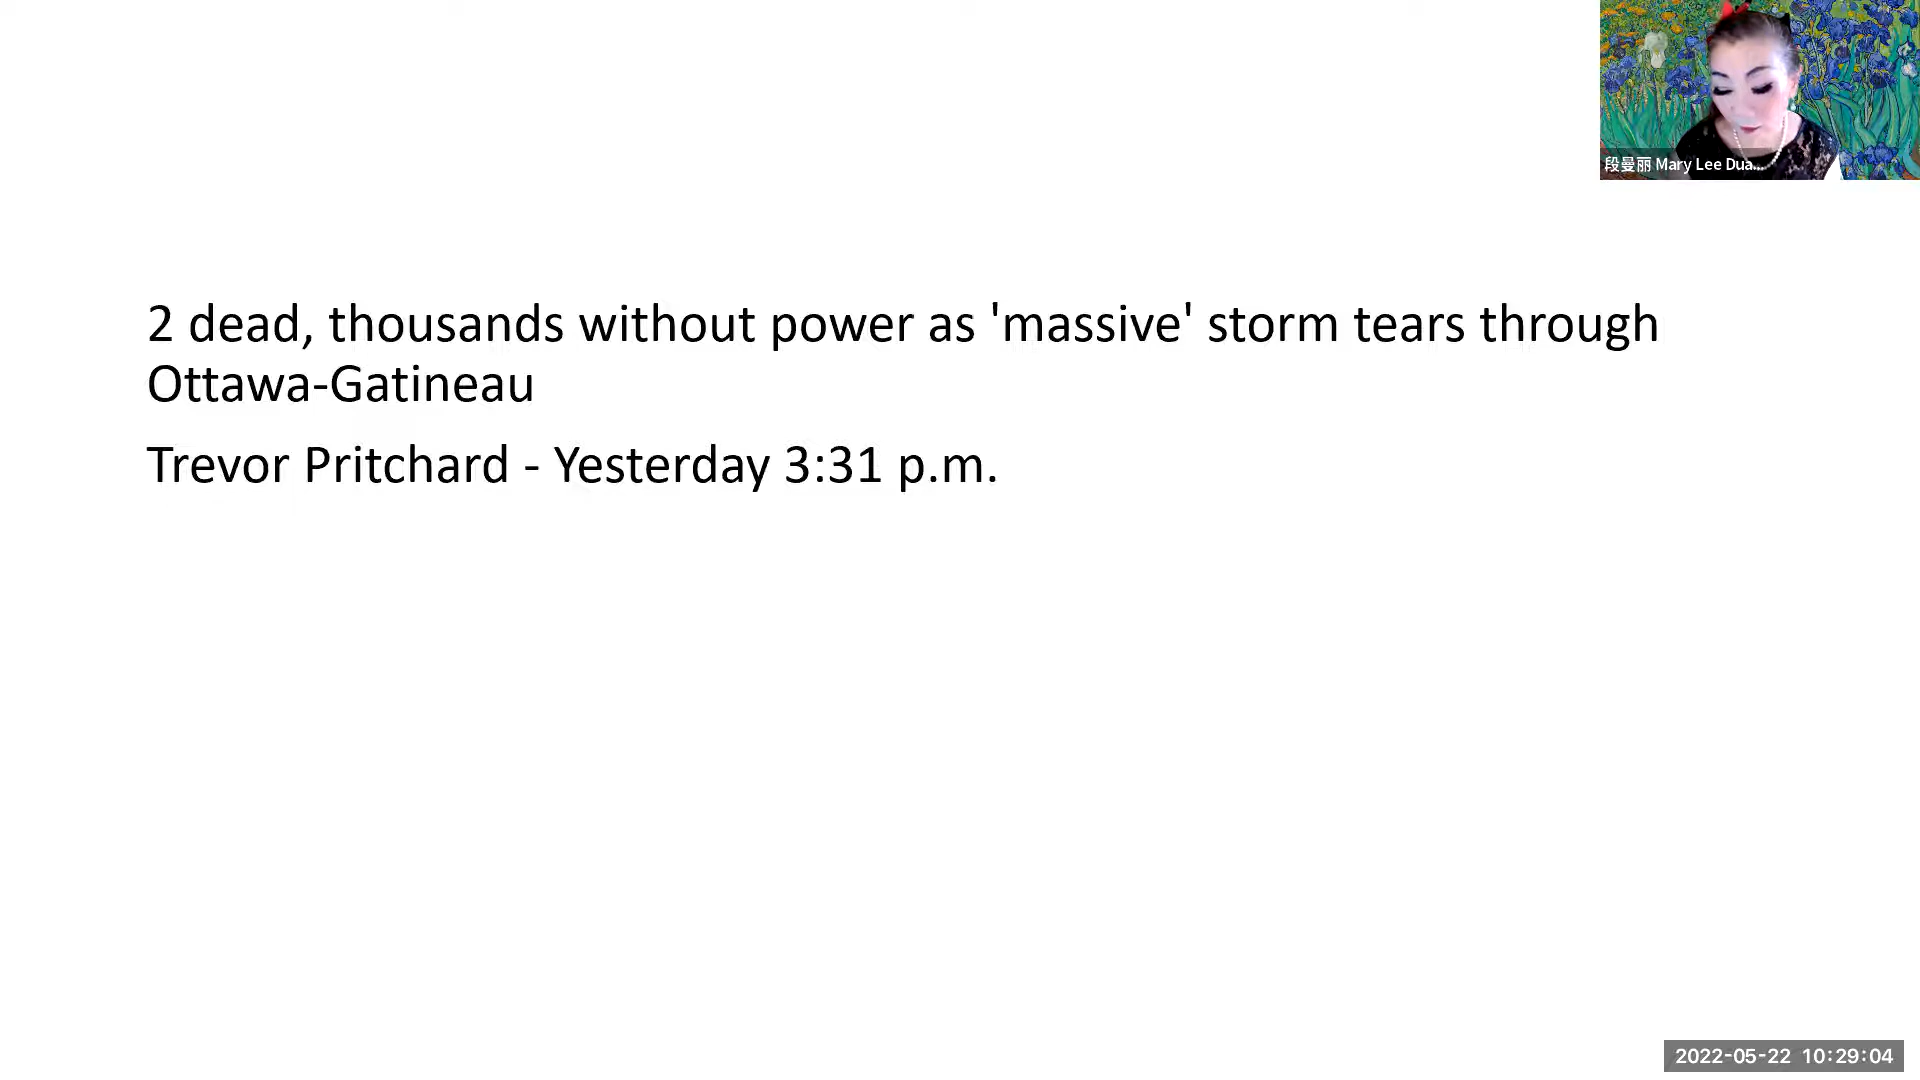 段曼丽 Mary Lee Dua...
2 dead, thousands without power as 'massive' storm tears through
Ottawa-Gatineau
Trevor Pritchard - Yesterday 3:31 p.m.
2022-05-22 10:29:04